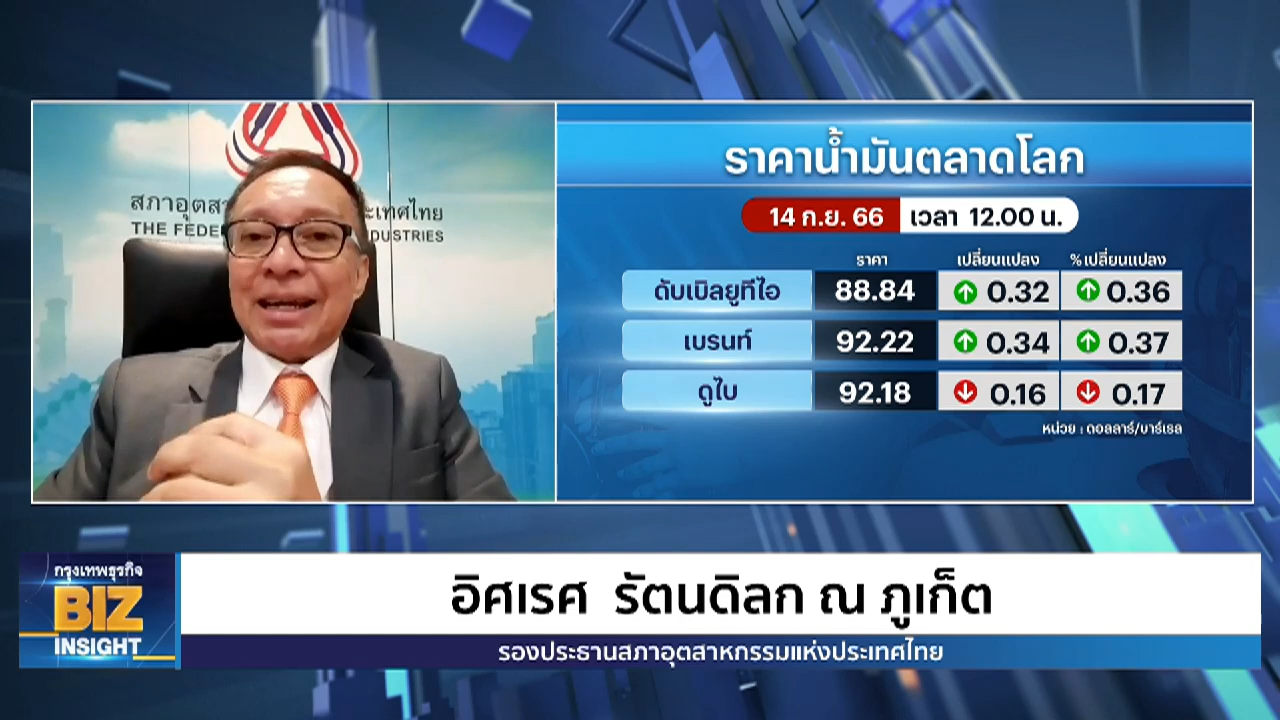 สภาอุตสา ะเทศไทย
THE FEDE DUSTRIES
ราคาน้ำมันตลาดโลก
14 ก.ย. 66 เวลา 12.00 น.
ราคา เปลี่ยนแปลง %เปลี่ยนแปลง
ดับเบิลยูทีไอ 88.84 0.32 0.36
เบรนท์ 92.22 0.34 0.37
ดูไบ 92.18 0.16 0.17
หน่วย : ดอลลาร์/บาร์เรล
กรุงเทพธุรกิจ
BIZ
INSIGHT
อิศเรศ รัตนดิลก ณ ภูเก็ต
รองประธานสภาอุตสาหกรรมแห่งประเทศไทย